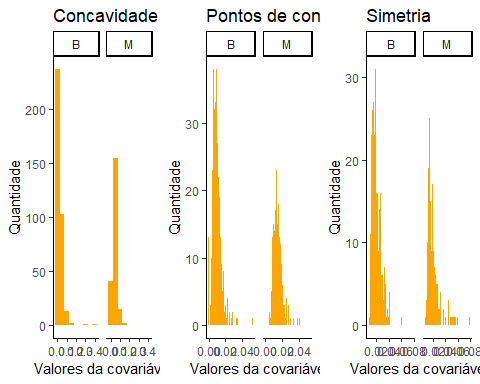 Concavidade
B
M
Quantidade
200
150
100
50
0
Valores da covariáv
Pontos de con
B
M
Quantidade
40
30
20
10
0
Valores da covariáv
Simetria
B
M
Quantidade
30
20
10
0
Valores da covariáv